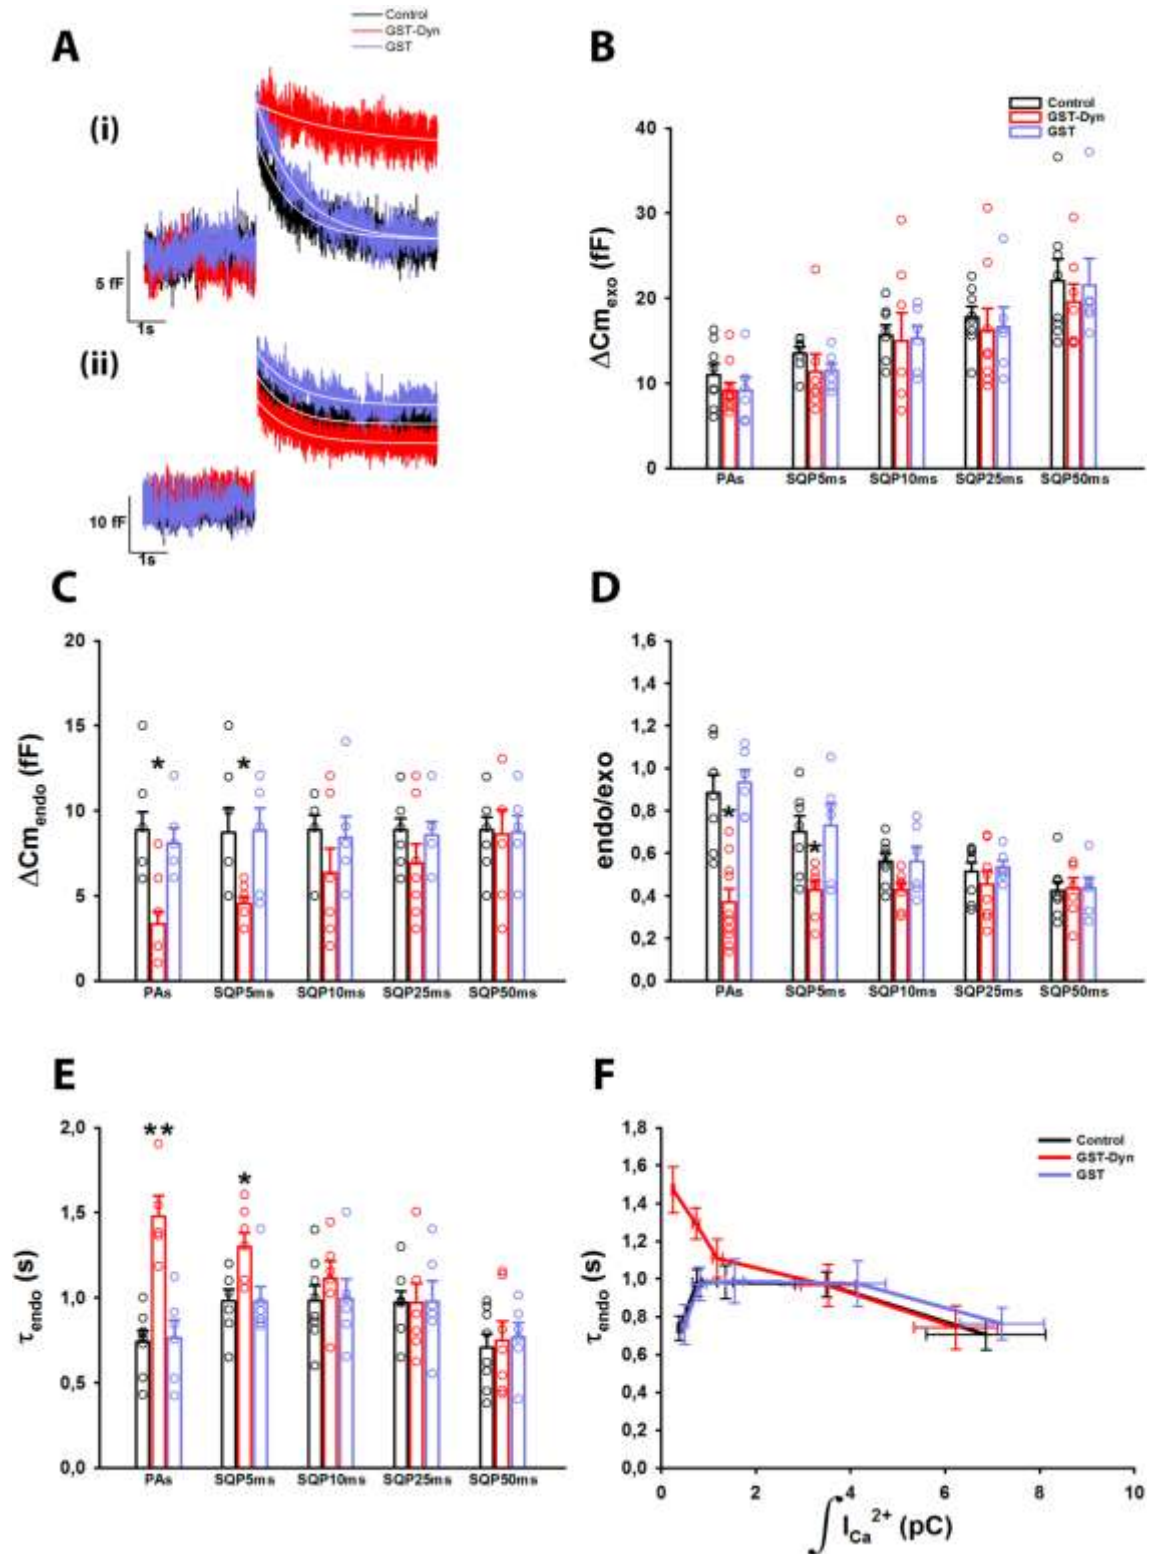 A
Control
GST-Dyn
GST
(i)
5 fF
1s
(ii)
10 fF
1s
B
Control
GST-Dyn
GST
ΔCm_exo (fF)
40
30
20
10
0
PAs SQP5ms SQP10ms SQP25ms SQP50ms
C
ΔCm_endo (fF)
20
15
10
5
0
* *
PAs SQP5ms SQP10ms SQP25ms SQP50ms
D
endo/exo
1,6
1,4
1,2
1,0
0,8
0,6
0,4
0,2
0,0
*
*
PAs SQP5ms SQP10ms SQP25ms SQP50ms
E
τ_endo (s)
2,0
1,5
1,0
0,5
0,0
**
*
PAs SQP5ms SQP10ms SQP25ms SQP50ms
F
Control
GST-Dyn
GST
τ_endo (s)
1,8
1,6
1,4
1,2
1,0
0,8
0,6
0,4
0,2
0,0
0 2 4 6 8 10
∫ I_Ca²⁺ (pC)